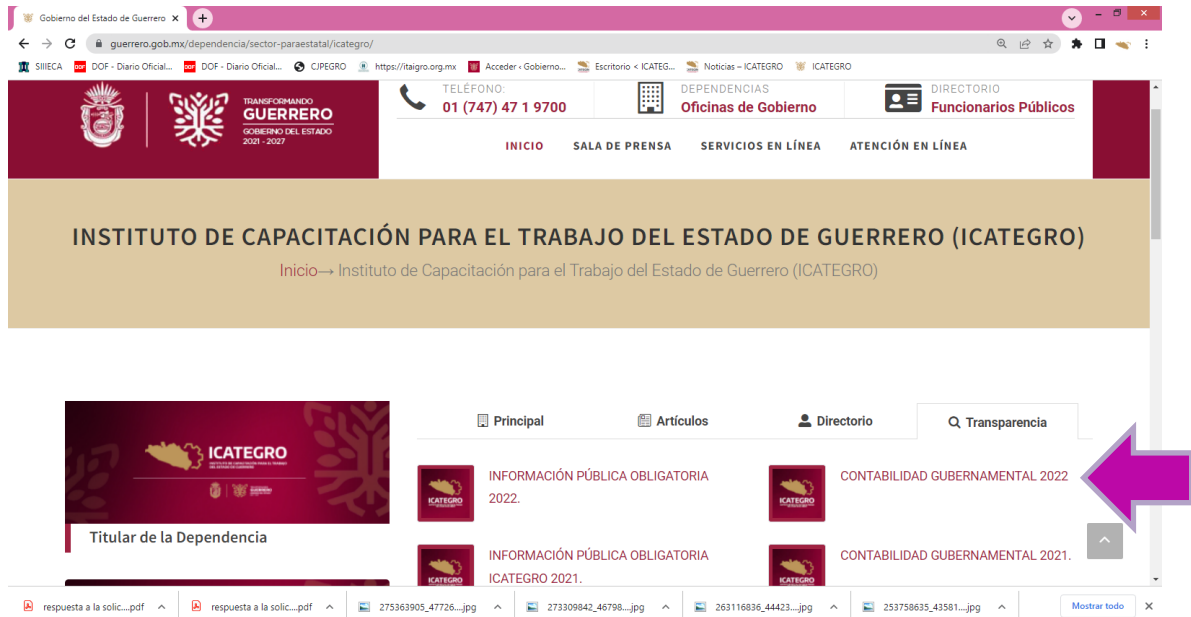 Gobierno del Estado de Guerrero
guerrero.gob.mx/dependencia/sector-paraestatal/icategro/
SIIIECA DOF - Diario Oficial... DOF - Diario Oficial... CJPEGRO https://itaigro.org.mx Acceder ‹ Gobierno... Escritorio < ICATEG... Noticias – ICATEGRO ICATEGRO
TRANSFORMANDO
GUERRERO
GOBIERNO DEL ESTADO
2021 - 2027
TELÉFONO:
01 (747) 47 1 9700
DEPENDENCIAS
Oficinas de Gobierno
DIRECTORIO
Funcionarios Públicos
INICIO SALA DE PRENSA SERVICIOS EN LÍNEA ATENCIÓN EN LÍNEA
INSTITUTO DE CAPACITACIÓN PARA EL TRABAJO DEL ESTADO DE GUERRERO (ICATEGRO)
Inicio→ Instituto de Capacitación para el Trabajo del Estado de Guerrero (ICATEGRO)
ICATEGRO
Titular de la Dependencia
Principal Artículos Directorio Transparencia
ICATEGRO
INFORMACIÓN PÚBLICA OBLIGATORIA
2022.
ICATEGRO
CONTABILIDAD GUBERNAMENTAL 2022
ICATEGRO
INFORMACIÓN PÚBLICA OBLIGATORIA
ICATEGRO 2021.
ICATEGRO
CONTABILIDAD GUBERNAMENTAL 2021.
respuesta a la solic....pdf respuesta a la solic....pdf 275363905_47726....jpg 273309842_46798....jpg 263116836_44423....jpg 253758635_43581....jpg Mostrar todo